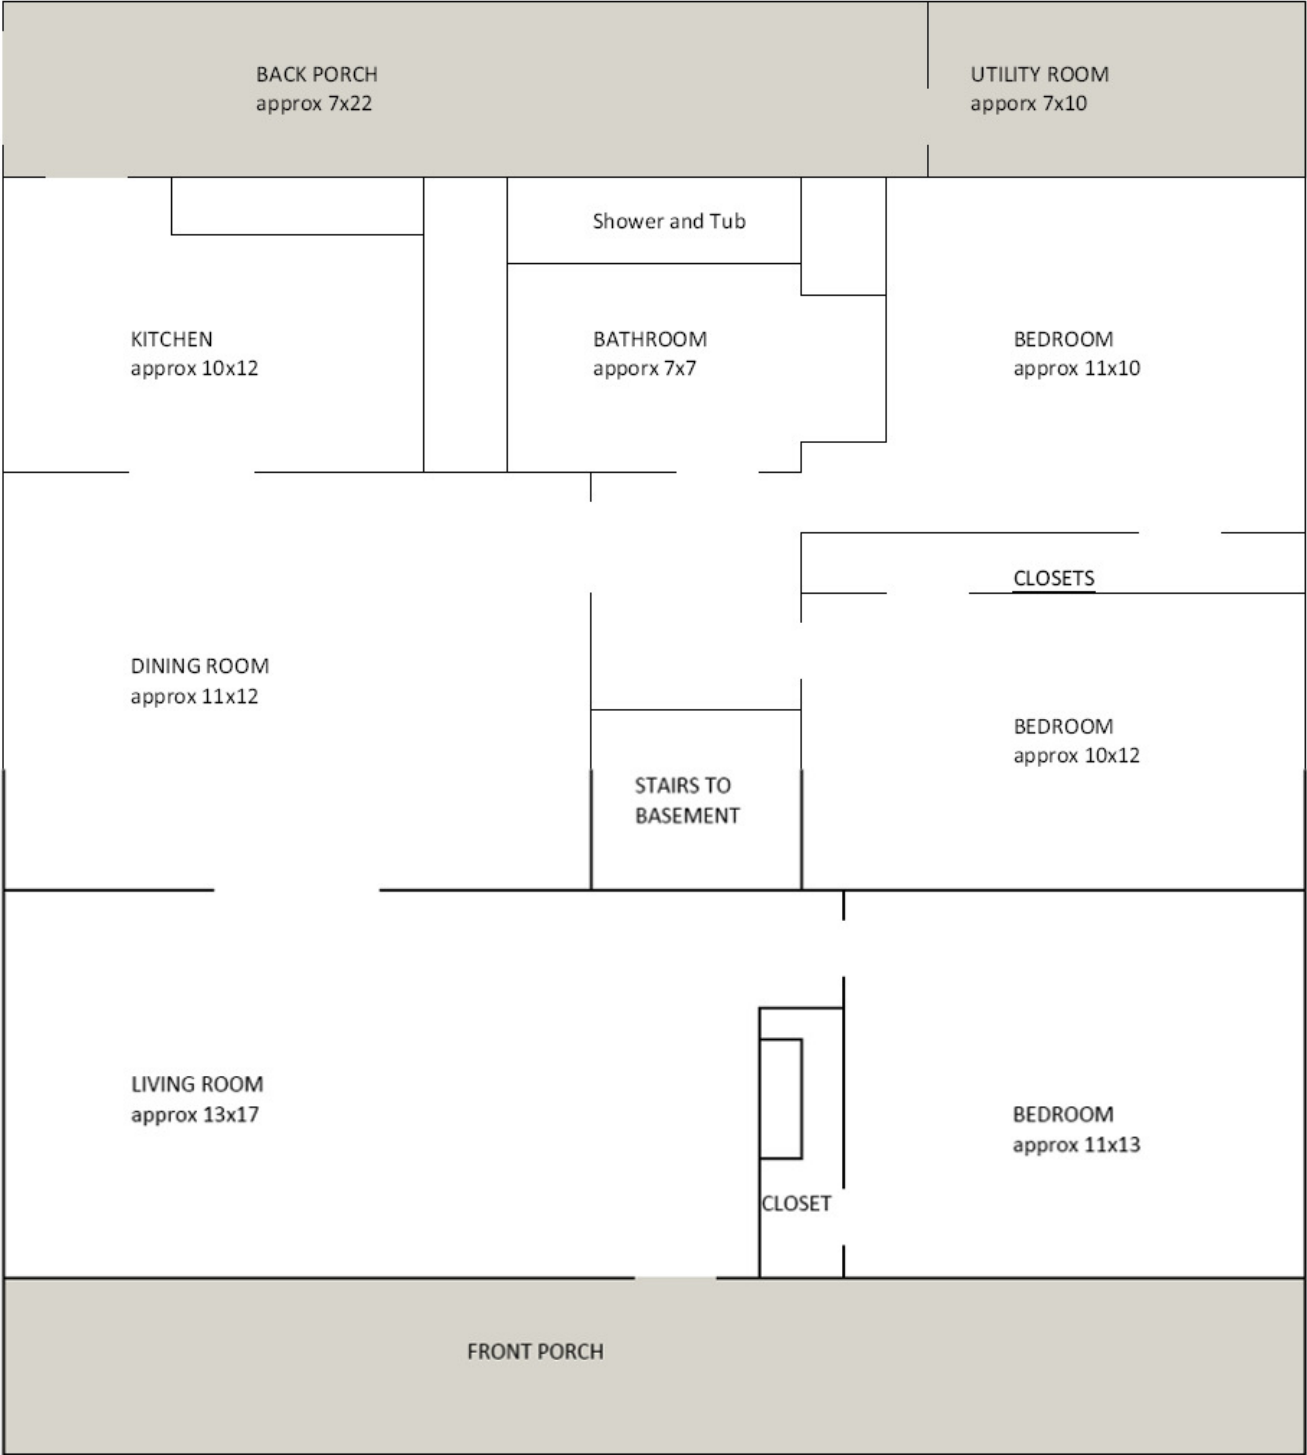 BACK PORCH
approx 7x22
UTILITY ROOM
apporx 7x10
Shower and Tub
KITCHEN
approx 10x12
BATHROOM
apporx 7x7
BEDROOM
approx 11x10
CLOSETS
DINING ROOM
approx 11x12
BEDROOM
approx 10x12
STAIRS TO
BASEMENT
LIVING ROOM
approx 13x17
BEDROOM
approx 11x13
CLOSET
FRONT PORCH